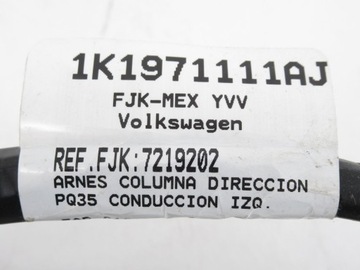 1K1971111AJ
FJK-MEX YVV
Volkswagen
REF.FJK:7219202
ARNES COLUMNA DIRECCION
PQ35 CONDUCCION IZQ.